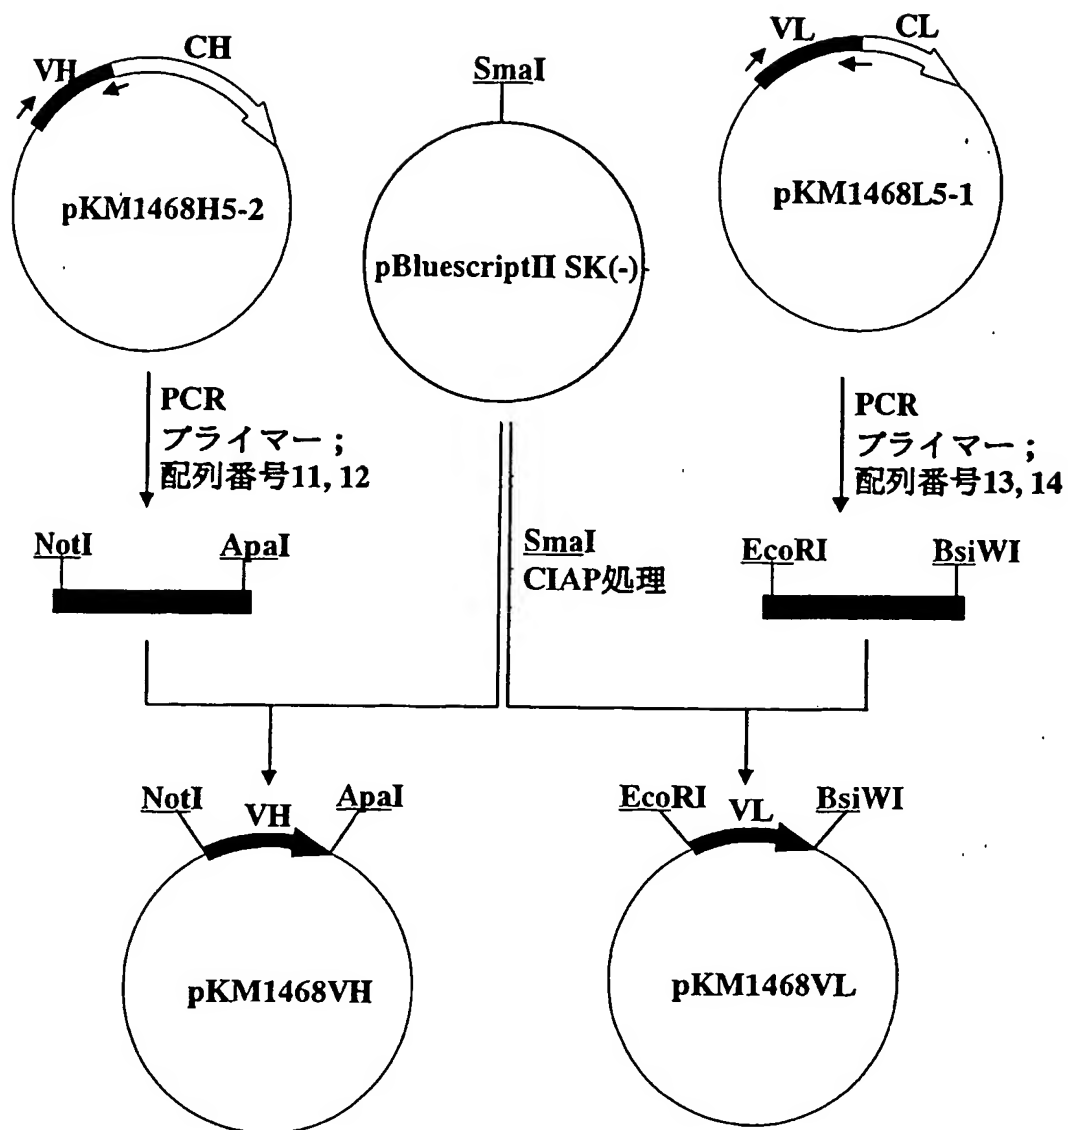 VH
CH
pKM1468H5-2
SmaI
pBluescriptII SK(-)
VL
CL
pKM1468L5-1
PCR
プライマー；
配列番号11, 12
PCR
プライマー；
配列番号13, 14
NotI
ApaI
SmaI
CIAP処理
EcoRI
BsiWI
NotI
VH
ApaI
pKM1468VH
EcoRI
VL
BsiWI
pKM1468VL